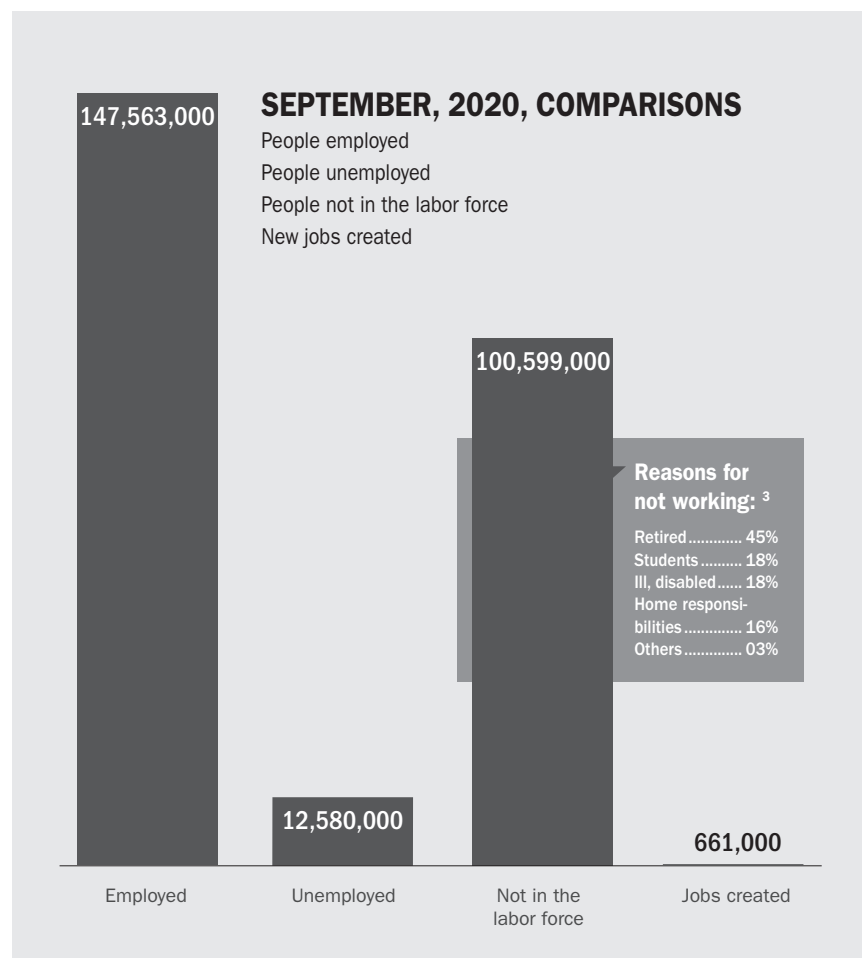 147,563,000
SEPTEMBER, 2020, COMPARISONS
People employed
People unemployed
People not in the labor force
New jobs created
100,599,000
Reasons for
not working: 3
Retired............. 45%
Students.......... 18%
Ill, disabled...... 18%
Home responsi-
bilities.............. 16%
Others.............. 03%
12,580,000
661,000
Employed
Unemployed
Not in the
labor force
Jobs created